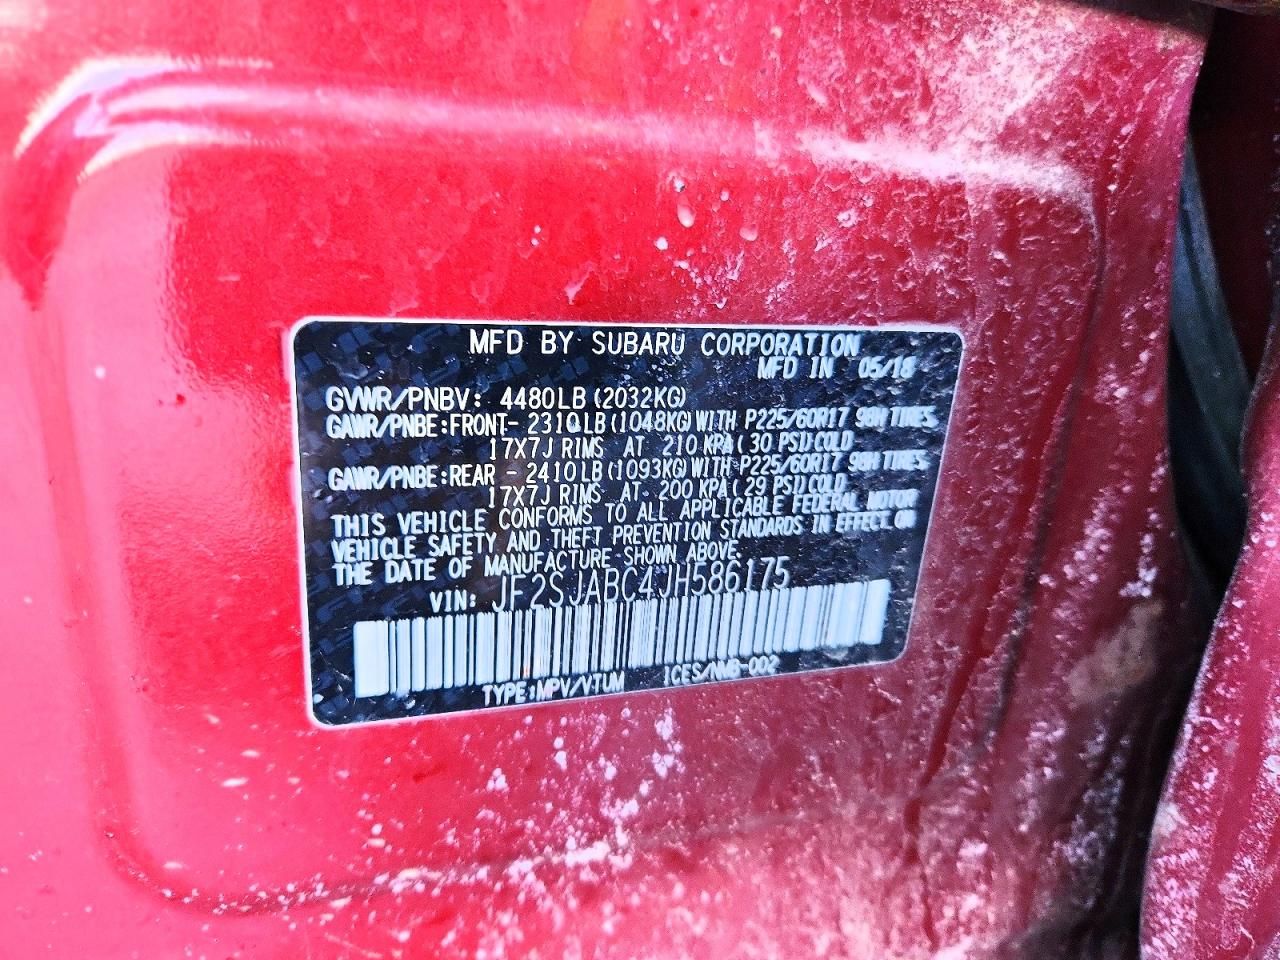 MFD BY SUBARU CORPORATION
MFD IN 05/18
GVWR/PNBV: 4480LB(2032KG)
GAWR/PNBE:FRONT- 2310LB(1048KG)WITH P225/60R17 98H TIRES,
17X7J RIMS AT 210 KPA(30 PSI)COLD
GAWR/PNBE:REAR - 2410LB(1093KG)WITH P225/60R17 98H TIRES,
17X7J RIMS AT 200 KPA(29 PSI)COLD
THIS VEHICLE CONFORMS TO ALL APPLICABLE FEDERAL MOTOR
VEHICLE SAFETY AND THEFT PREVENTION STANDARDS IN EFFECT ON
THE DATE OF MANUFACTURE SHOWN ABOVE.
VIN: JF2SJABC4JH586175
TYPE:MPV/VTUM ICES/NMB-002